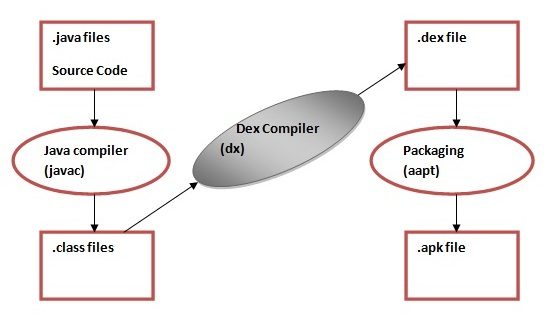 .java files
Source Code
Java compiler
(javac)
.class files
Dex Compiler
(dx)
.dex file
Packaging
(aapt)
.apk file